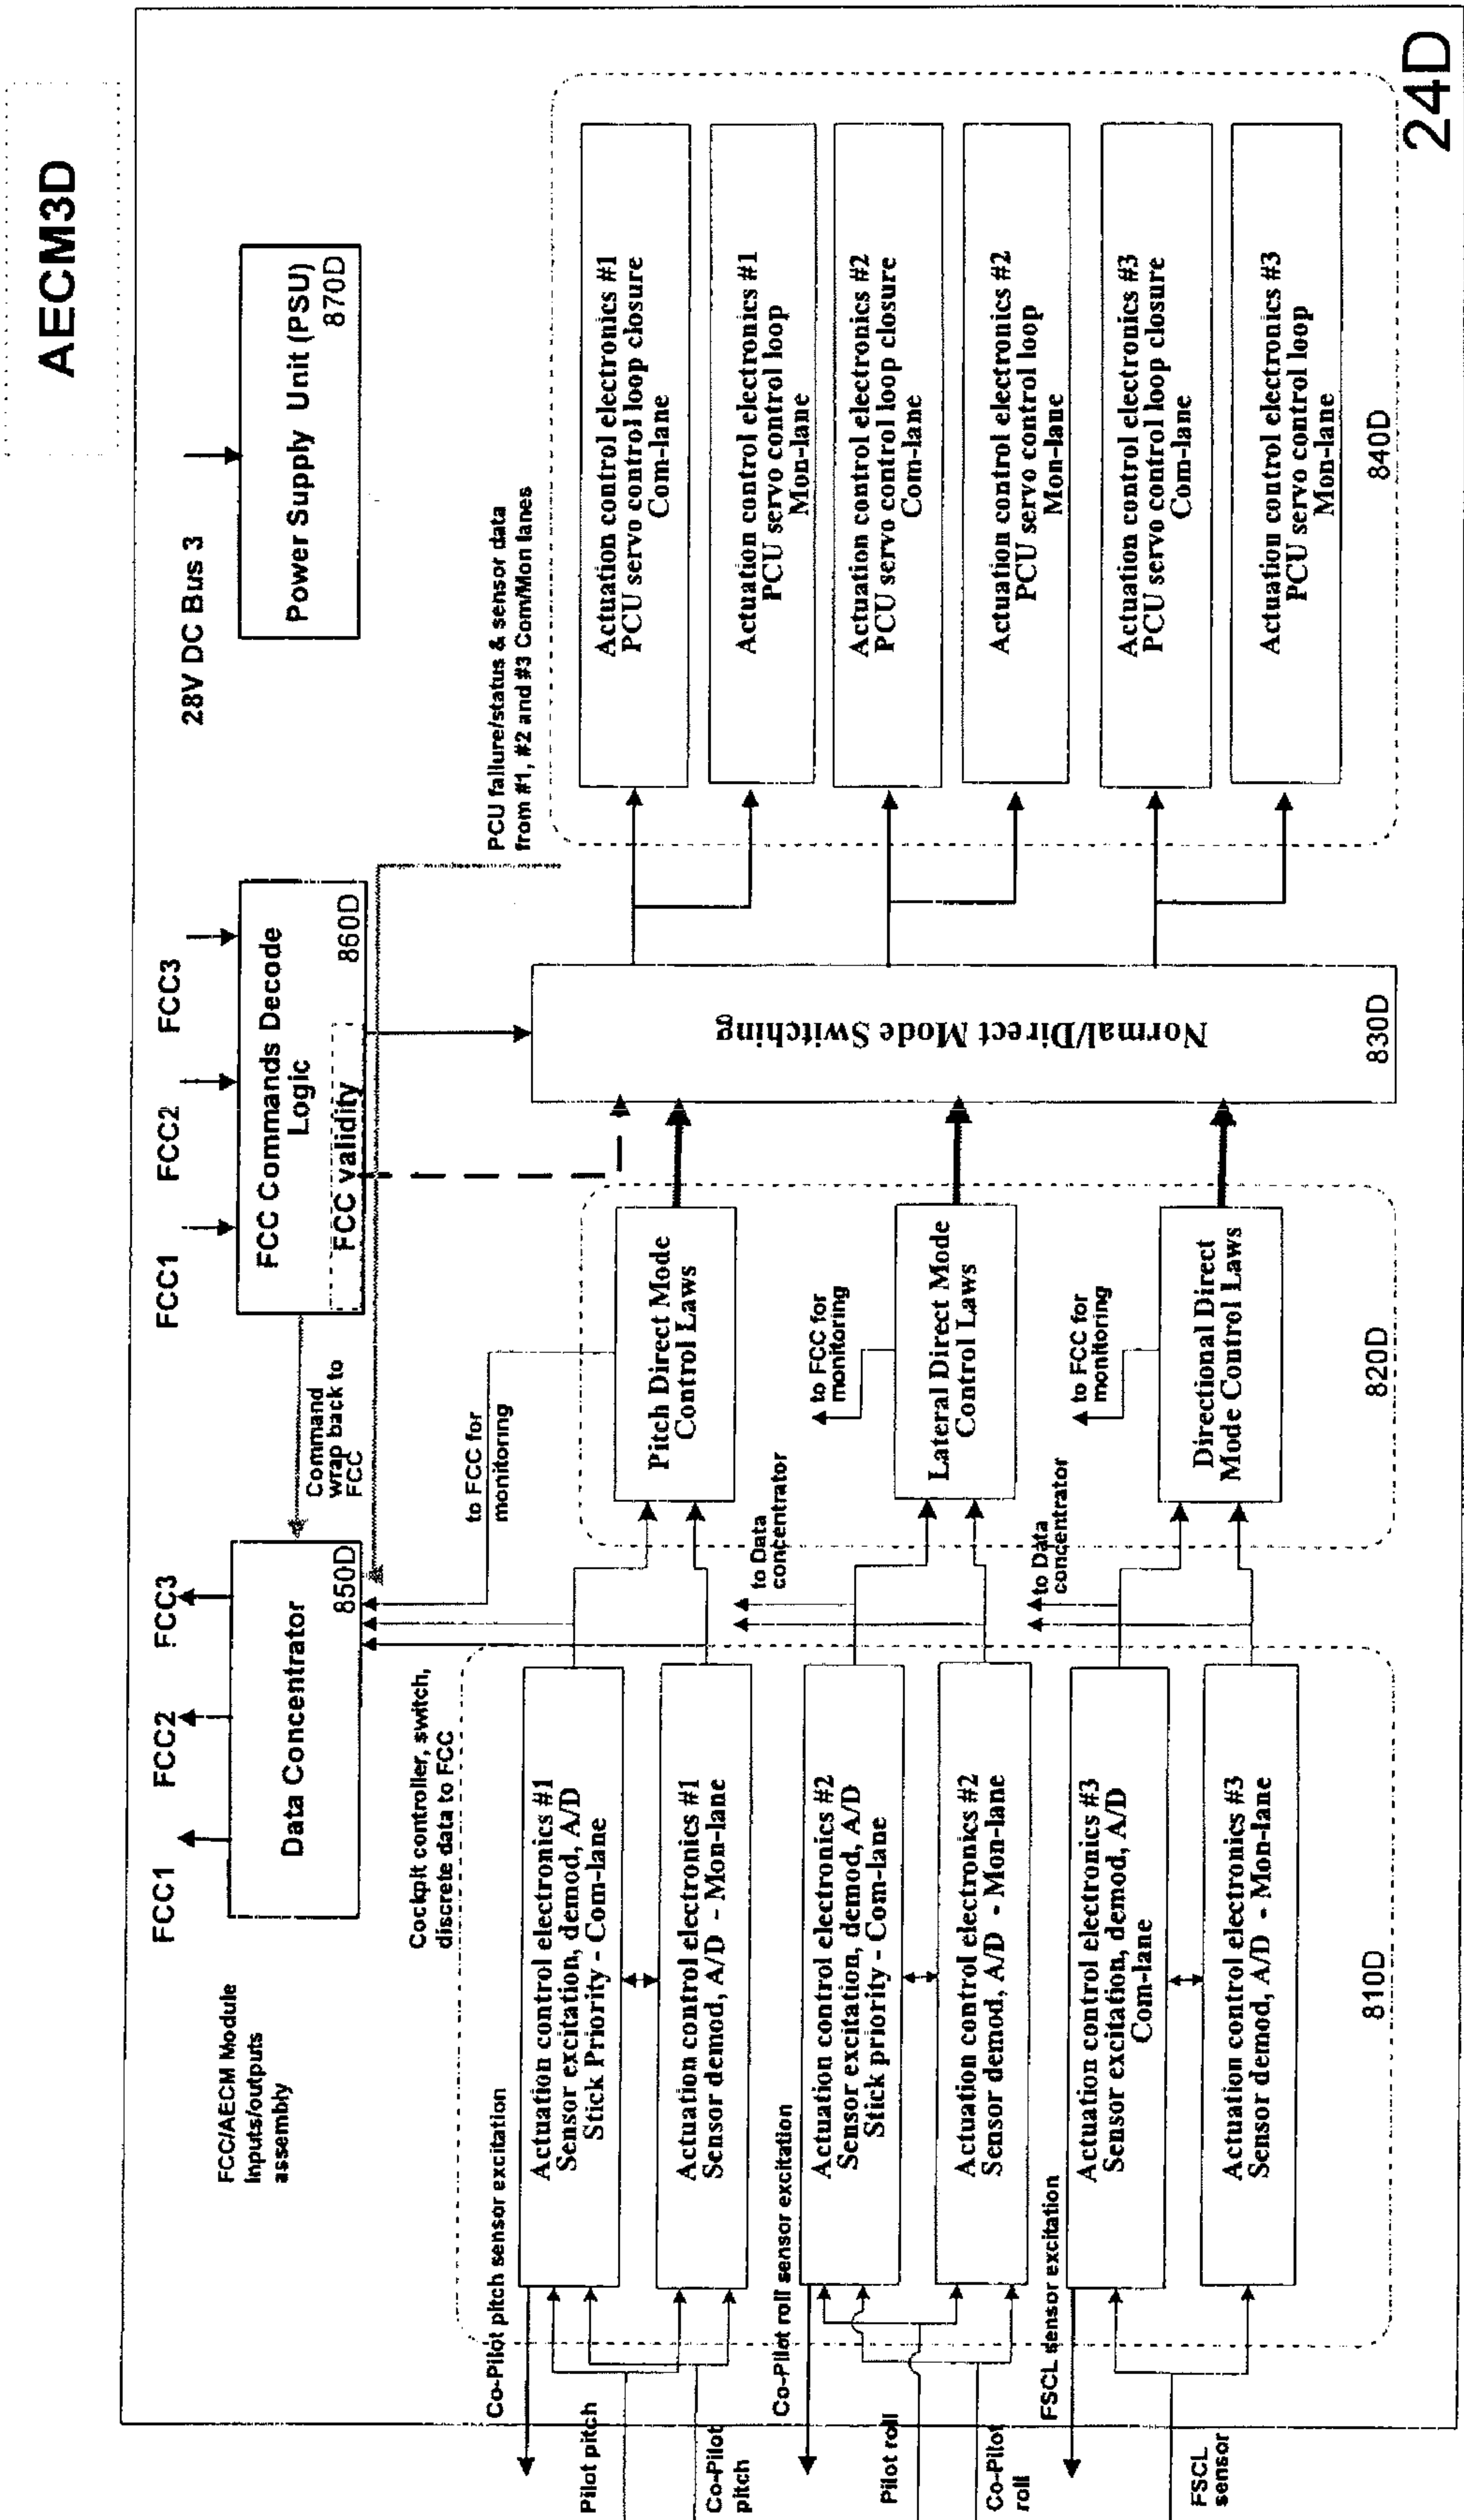 AECM3D
28V DC Bus 3
Power Supply Unit (PSU)
870D
FCC1
FCC2
FCC3
FCC Commands Decode
Logic
FCC validity
860D
Command
wrap back to
FCC
FCC1
FCC2
FCC3
Data Concentrator
850D
FCC/AECM Module
Inputs/outputs
assembly
Cockpit controller, switch,
discrete data to FCC
to FCC for
monitoring
PCU failure/status & sensor data
from #1, #2 and #3 Com/Mon lanes
Co-Pilot pitch sensor excitation
Pilot pitch
Co-Pilot
pitch
Actuation control electronics #1
Sensor excitation, demod, A/D
Stick Priority - Com-lane
Actuation control electronics #1
Sensor demod, A/D - Mon-lane
Co-Pilot roll sensor excitation
Pilot roll
Co-Pilot
roll
Actuation control electronics #2
Sensor excitation, demod, A/D
Stick priority - Com-lane
Actuation control electronics #2
Sensor demod, A/D - Mon-lane
FSCL sensor excitation
FSCL
sensor
Actuation control electronics #3
Sensor excitation, demod, A/D
Com-lane
Actuation control electronics #3
Sensor demod, A/D - Mon-lane
810D
to Data
concentrator
to Data
concentrator
Pitch Direct Mode
Control Laws
to FCC for
monitoring
Lateral Direct Mode
Control Laws
to FCC for
monitoring
Directional Direct
Mode Control Laws
820D
Normal/Direct Mode Switching
830D
Actuation control electronics #1
PCU servo control loop closure
Com-lane
Actuation control electronics #1
PCU servo control loop
Mon-lane
Actuation control electronics #2
PCU servo control loop closure
Com-lane
Actuation control electronics #2
PCU servo control loop
Mon-lane
Actuation control electronics #3
PCU servo control loop closure
Com-lane
Actuation control electronics #3
PCU servo control loop
Mon-lane
840D
24D